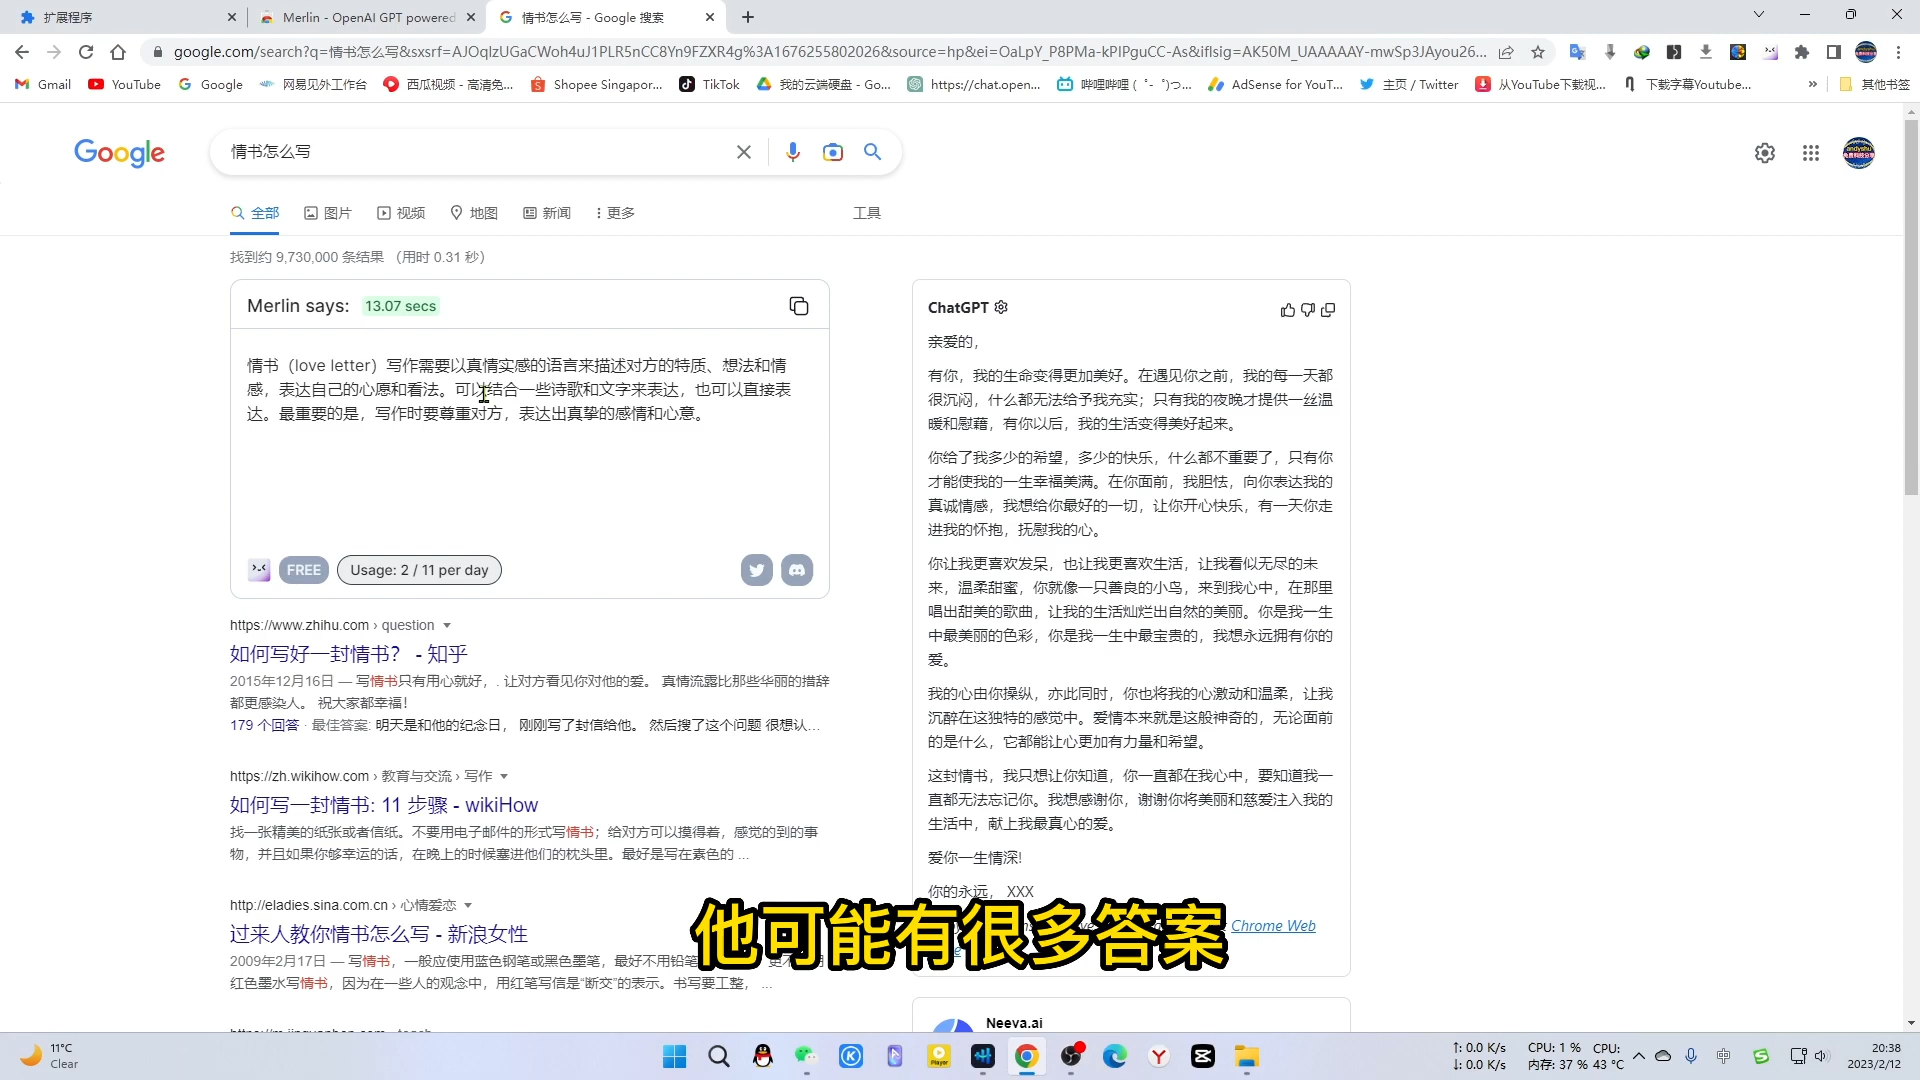 扩展程序
Merlin - OpenAI GPT powered
情书怎么写 - Google 搜索
google.com/search?q=情书怎么写&sxsrf=AJOqlzUGaCWoh4uJ1PLR5nCC8Yn9FZXR4g%3A1676255802026&source=hp&ei=OaLpY_P8PMa-kPIPguCC-As&iflsig=AK50M_UAAAAAY-mwSp3JAyou26...
Gmail
YouTube
Google
网易见外工作台
西瓜视频 - 高清免...
Shopee Singapor...
TikTok
我的云端硬盘 - Go...
https://chat.open...
哔哩哔哩 (゜-゜)つ...
AdSense for YouT...
主页 / Twitter
从YouTube下载视...
下载字幕Youtube...
»
其他书签
Google
情书怎么写
全部
图片
视频
地图
新闻
更多
工具
找到约 9,730,000 条结果 （用时 0.31 秒）
Merlin says: 13.07 secs
情书（love letter）写作需要以真情实感的语言来描述对方的特质、想法和情
感，表达自己的心愿和看法。可以结合一些诗歌和文字来表达，也可以直接表
达。最重要的是，写作时要尊重对方，表达出真挚的感情和心意。
FREE
Usage: 2 / 11 per day
https://www.zhihu.com › question
如何写好一封情书？ - 知乎
2015年12月16日 — 写情书只有用心就好，. 让对方看见你对他的爱。 真情流露比那些华丽的措辞
都更感染人。 祝大家都幸福！
179 个回答 · 最佳答案: 明天是和他的纪念日， 刚刚写了封信给他。 然后搜了这个问题 很想认…
https://zh.wikihow.com › 教育与交流 › 写作
如何写一封情书: 11 步骤 - wikiHow
找一张精美的纸张或者信纸。不要用电子邮件的形式写情书；给对方可以摸得着，感觉的到的事
物，并且如果你够幸运的话，在晚上的时候塞进他们的枕头里。最好是写在素色的 ...
http://eladies.sina.com.cn › 心情爱恋
过来人教你情书怎么写 - 新浪女性
2009年2月17日 — 写情书，一般应使用蓝色钢笔或黑色墨笔，最好不用铅笔
红色墨水写情书，因为在一些人的观念中，用红笔写信是“断交”的表示。书写要工整， ...
ChatGPT
亲爱的，
有你，我的生命变得更加美好。在遇见你之前，我的每一天都
很沉闷，什么都无法给予我充实；只有我的夜晚才提供一丝温
暖和慰藉，有你以后，我的生活变得美好起来。
你给了我多少的希望，多少的快乐，什么都不重要了，只有你
才能使我的一生幸福美满。在你面前，我胆怯，向你表达我的
真诚情感，我想给你最好的一切，让你开心快乐，有一天你走
进我的怀抱，抚慰我的心。
你让我更喜欢发呆，也让我更喜欢生活，让我看似无尽的未
来，温柔甜蜜，你就像一只善良的小鸟，来到我心中，在那里
唱出甜美的歌曲，让我的生活灿烂出自然的美丽。你是我一生
中最美丽的色彩，你是我一生中最宝贵的，我想永远拥有你的
爱。
我的心由你操纵，亦此同时，你也将我的心激动和温柔，让我
沉醉在这独特的感觉中。爱情本来就是这般神奇的，无论面前
的是什么，它都能让心更加有力量和希望。
这封情书，我只想让你知道，你一直都在我心中，要知道我一
直都无法忘记你。我想感谢你，谢谢你将美丽和慈爱注入我的
生活中，献上我最真心的爱。
爱你一生情深!
你的永远， XXX
Chrome Web
Neeva.ai
他可能有很多答案
11°C
Clear
↑: 0.0 K/s
↓: 0.0 K/s
CPU: 1 % CPU:
内存: 37 % 43 °C
中
20:38
2023/2/12